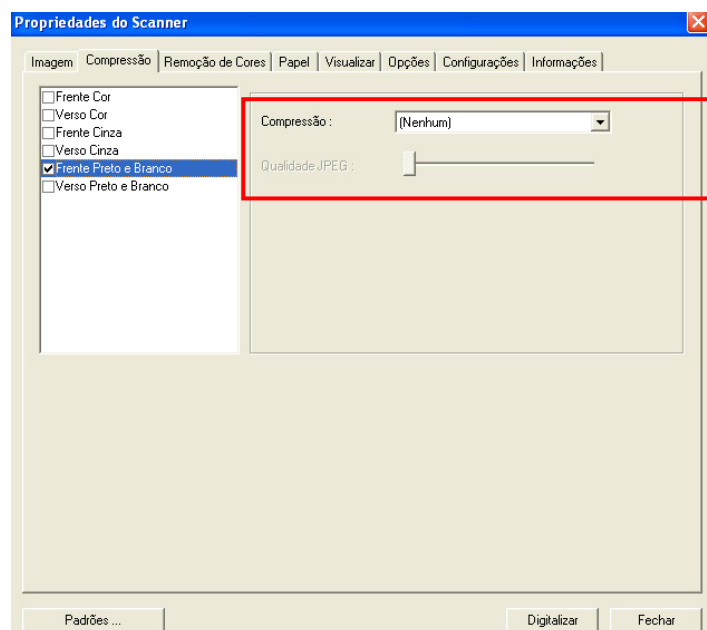 Propriedades do Scanner
Imagem Compressão Remoção de Cores Papel Visualizar Opções Configurações Informações
Frente Cor
Verso Cor
Frente Cinza
Verso Cinza
Frente Preto e Branco
Verso Preto e Branco
Compressão : (Nenhum)
Qualidade JPEG :
Padrões ... Digitalizar Fechar